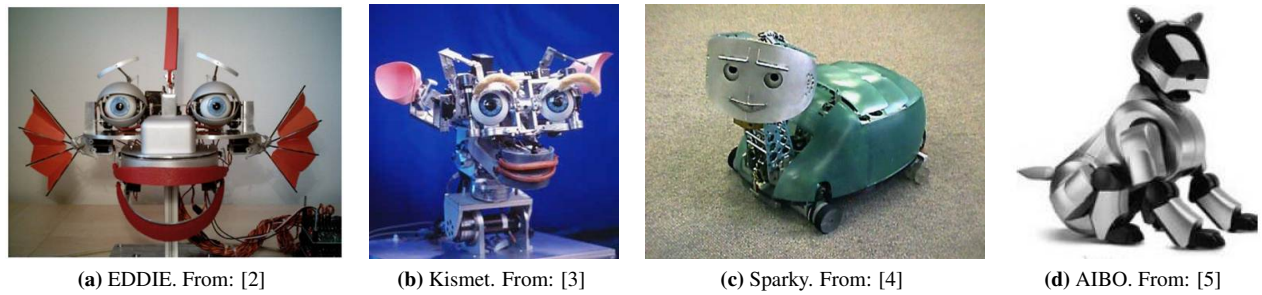 (a) EDDIE. From: [2]
(b) Kismet. From: [3]
(c) Sparky. From: [4]
(d) AIBO. From: [5]